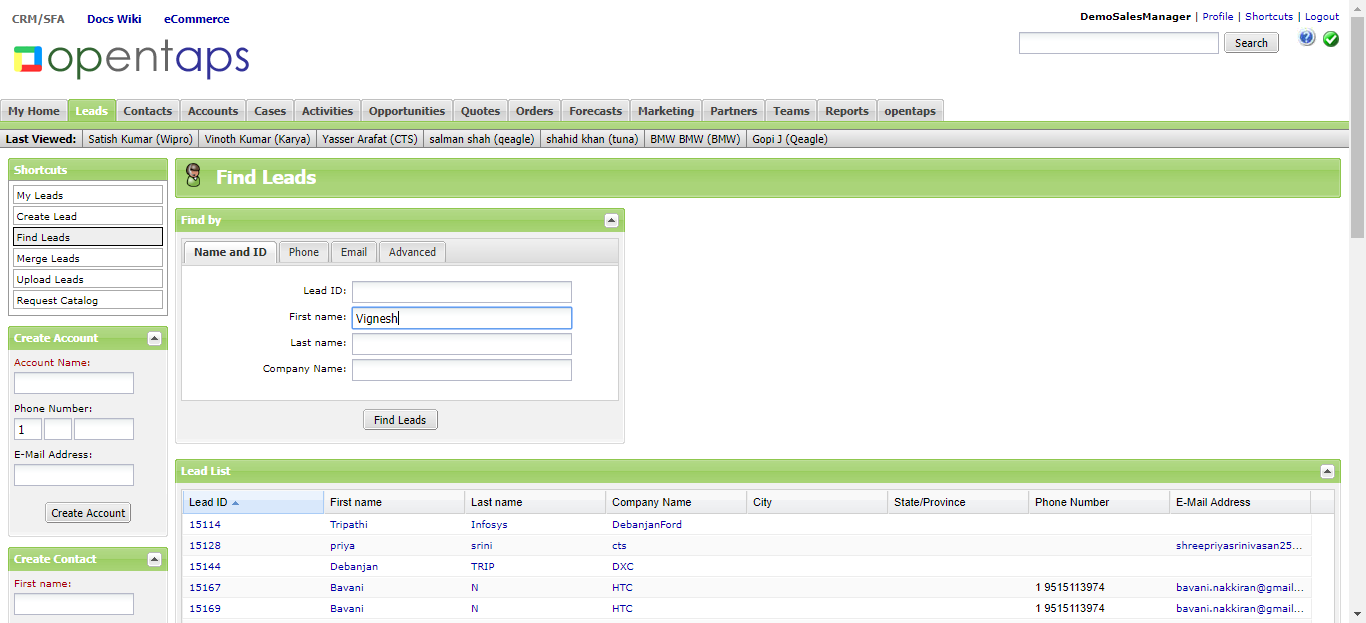 CRM/SFA Docs Wiki eCommerce
DemoSalesManager | Profile | Shortcuts | Logout
opentaps
Search
My Home Leads Contacts Accounts Cases Activities Opportunities Quotes Orders Forecasts Marketing Partners Teams Reports opentaps
Last Viewed: Satish Kumar (Wipro) Vinoth Kumar (Karya) Yasser Arafat (CTS) salman shah (qeagle) shahid khan (tuna) BMW BMW (BMW) Gopi J (Qeagle)
Shortcuts
My Leads
Create Lead
Find Leads
Merge Leads
Upload Leads
Request Catalog
Create Account
Account Name:
Phone Number:
1
E-Mail Address:
Create Account
Create Contact
First name:
Find Leads
Find by
Name and ID Phone Email Advanced
Lead ID:
First name: Vignesh
Last name:
Company Name:
Find Leads
Lead List
Lead ID First name Last name Company Name City State/Province Phone Number E-Mail Address
15114 Tripathi Infosys DebanjanFord
15128 priya srini cts shreepriyasrinivasan25...
15144 Debanjan TRIP DXC
15167 Bavani N HTC 1 9515113974 bavani.nakkiran@gmail...
15169 Bavani N HTC 1 9515113974 bavani.nakkiran@gmail...